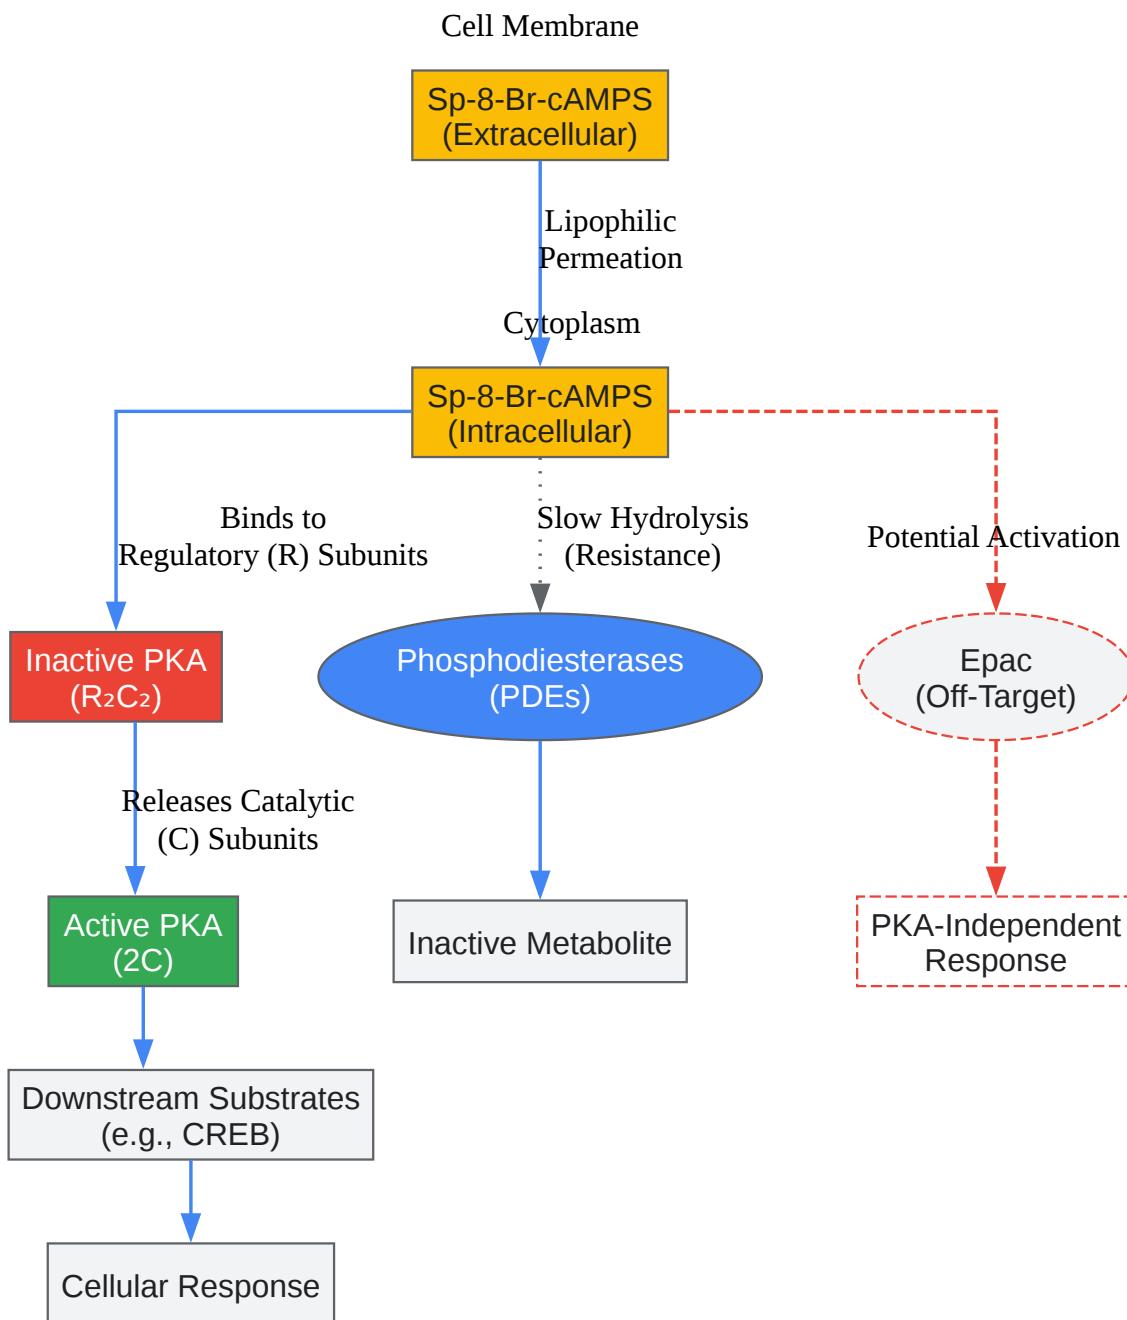 Cell Membrane
Sp-8-Br-cAMPS
(Extracellular)
Lipophilic
Permeation
Cytoplasm
Sp-8-Br-cAMPS
(Intracellular)
Binds to
Regulatory (R) Subunits
Slow Hydrolysis
(Resistance)
Potential Activation
Inactive PKA
(R₂C₂)
Phosphodiesterases
(PDEs)
Epac
(Off-Target)
Releases Catalytic
(C) Subunits
Active PKA
(2C)
Inactive Metabolite
PKA-Independent
Response
Downstream Substrates
(e.g., CREB)
Cellular Response